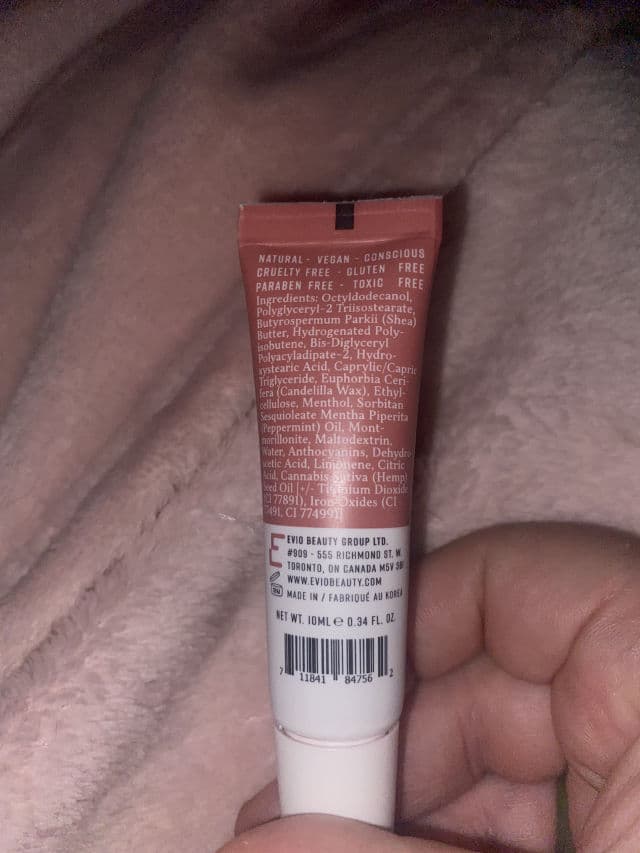 NATURAL - VEGAN - CONSCIOUS
CRUELTY FREE - GLUTEN FREE
PARABEN FREE - TOXIC FREE
Ingredients: Octyldodecanol,
Polyglyceryl-2 Triisostearate,
Butyrospermum Parkii (Shea)
Butter, Hydrogenated Poly-
isobutene, Bis-Diglyceryl
Polyacyladipate-2, Hydro-
xystearic Acid, Caprylic/Capric
Triglyceride, Euphorbia Ceri-
fera (Candelilla Wax), Ethyl-
cellulose, Menthol, Sorbitan
Sesquioleate Mentha Piperita
(Peppermint) Oil, Mont-
morillonite, Maltodextrin,
Water, Anthocyanins, Dehydro
acetic Acid, Limonene, Citric
Acid, Cannabis Sativa (Hemp)
Seed Oil [+/- Titanium Dioxide
(CI 77891), Iron Oxides (CI
77491, CI 77499)]
E EVIO BEAUTY GROUP LTD.
#909 - 555 RICHMOND ST. W.
TORONTO, ON CANADA M5V
WWW.EVIOBEAUTY.COM
MADE IN / FABRIQUÉ AU KOREA
NET WT. 10ML e 0.34 FL. OZ.
7 11841 84756 2